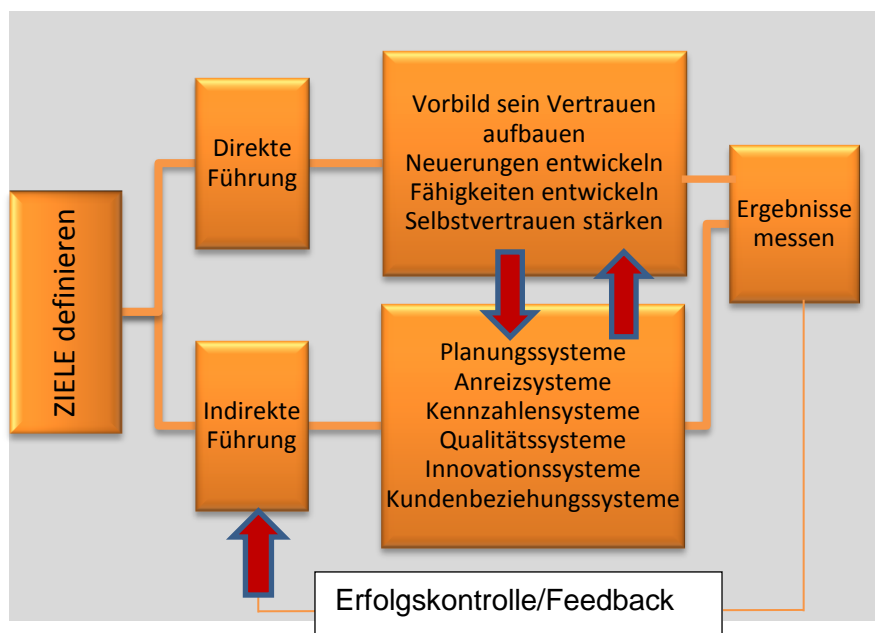 ZIELE definieren
Direkte
Führung
Vorbild sein Vertrauen
aufbauen
Neuerungen entwickeln
Fähigkeiten entwickeln
Selbstvertrauen stärken
Ergebnisse
messen
Indirekte
Führung
Planungssysteme
Anreizsysteme
Kennzahlensysteme
Qualitätssysteme
Innovationssysteme
Kundenbeziehungssysteme
Erfolgskontrolle/Feedback